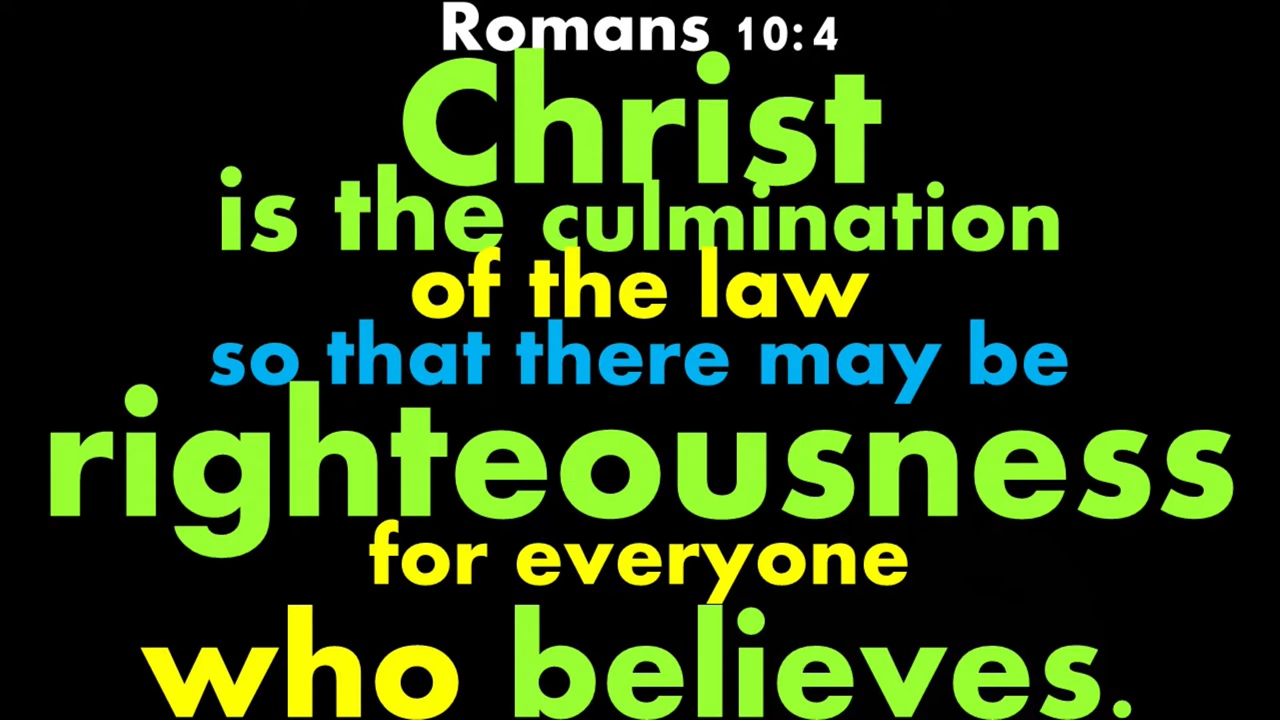 Romans 10:4
Christ
is the culmination
of the law
so that there may be
righteousness
for everyone
who believes.